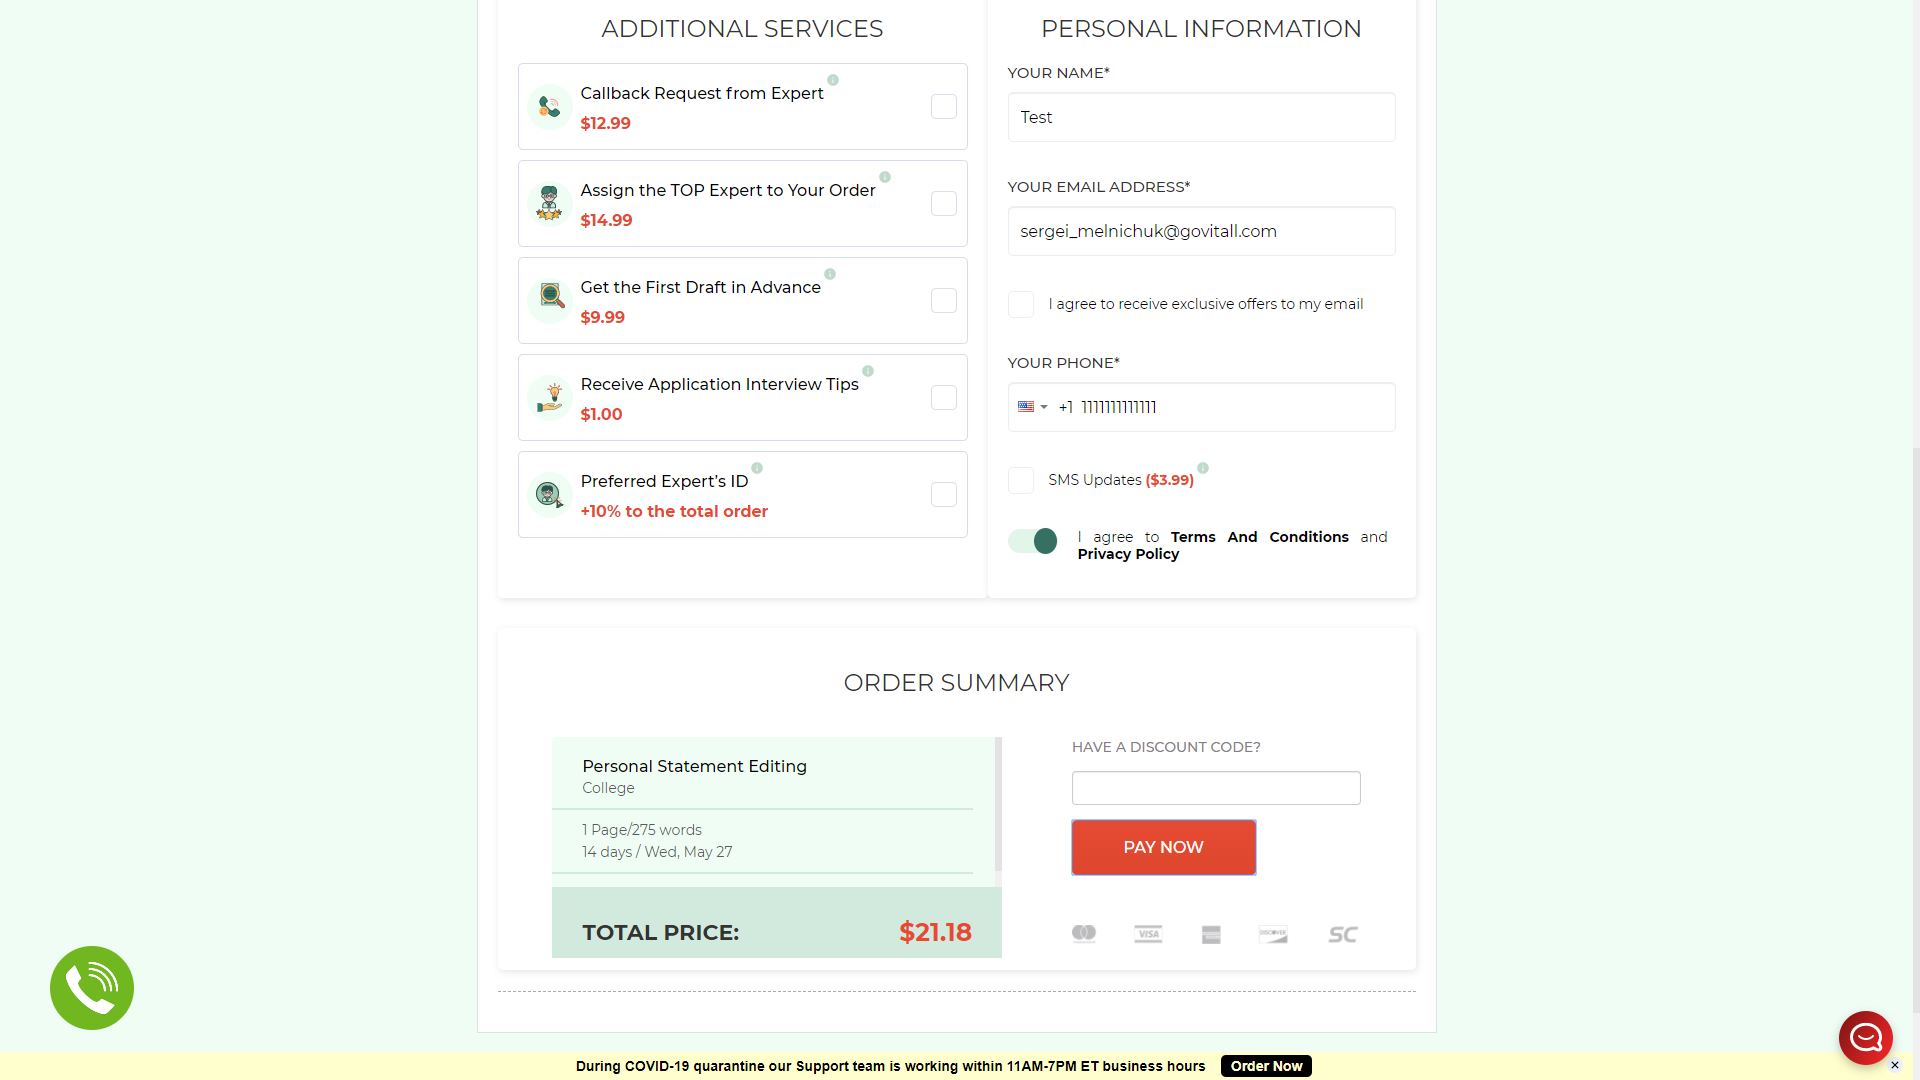 ADDITIONAL SERVICES
Callback Request from Expert
$12.99
Assign the TOP Expert to Your Order
$14.99
Get the First Draft in Advance
$9.99
Receive Application Interview Tips
$1.00
Preferred Expert’s ID
+10% to the total order
PERSONAL INFORMATION
YOUR NAME*
Test
YOUR EMAIL ADDRESS*
sergei_melnichuk@govitall.com
I agree to receive exclusive offers to my email
YOUR PHONE*
+1 1111111111111
SMS Updates ($3.99)
I agree to Terms And Conditions and
Privacy Policy
ORDER SUMMARY
Personal Statement Editing
College
1 Page/275 words
14 days / Wed, May 27
TOTAL PRICE: $21.18
HAVE A DISCOUNT CODE?
PAY NOW
VISA
DISCOVER
SC
During COVID-19 quarantine our Support team is working within 11AM-7PM ET business hours Order Now